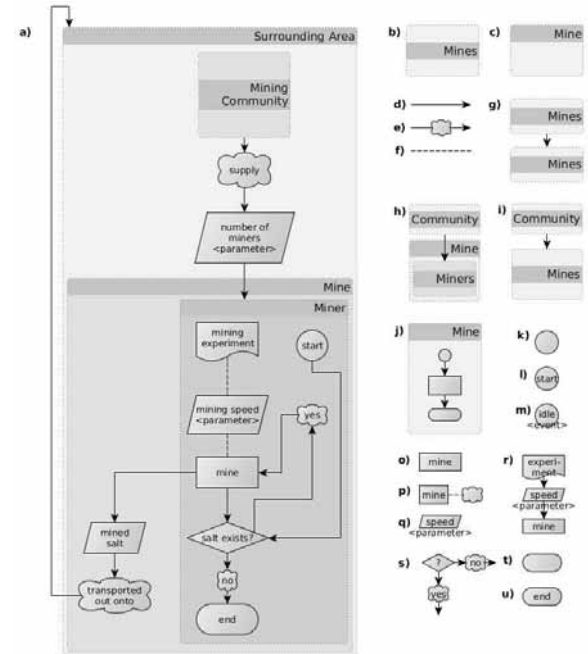 a)
Surrounding Area
Mining
Community
supply
number of
miners
<parameter>
Mine
Miner
mining
experiment
start
mining speed
<parameter>
yes
mine
mined
salt
salt exists?
transported
out onto
no
end
b)
Mines
c)
Mine
d)
e)
f)
g)
Mines
Mines
h)
Community
Mine
Miners
i)
Community
Mines
j)
Mine
k)
l)
start
m)
idle
<event>
o)
mine
p)
mine
q)
speed
<parameter>
r)
experi-
ment
speed
<parameter>
mine
s)
?
no
yes
t)
u)
end